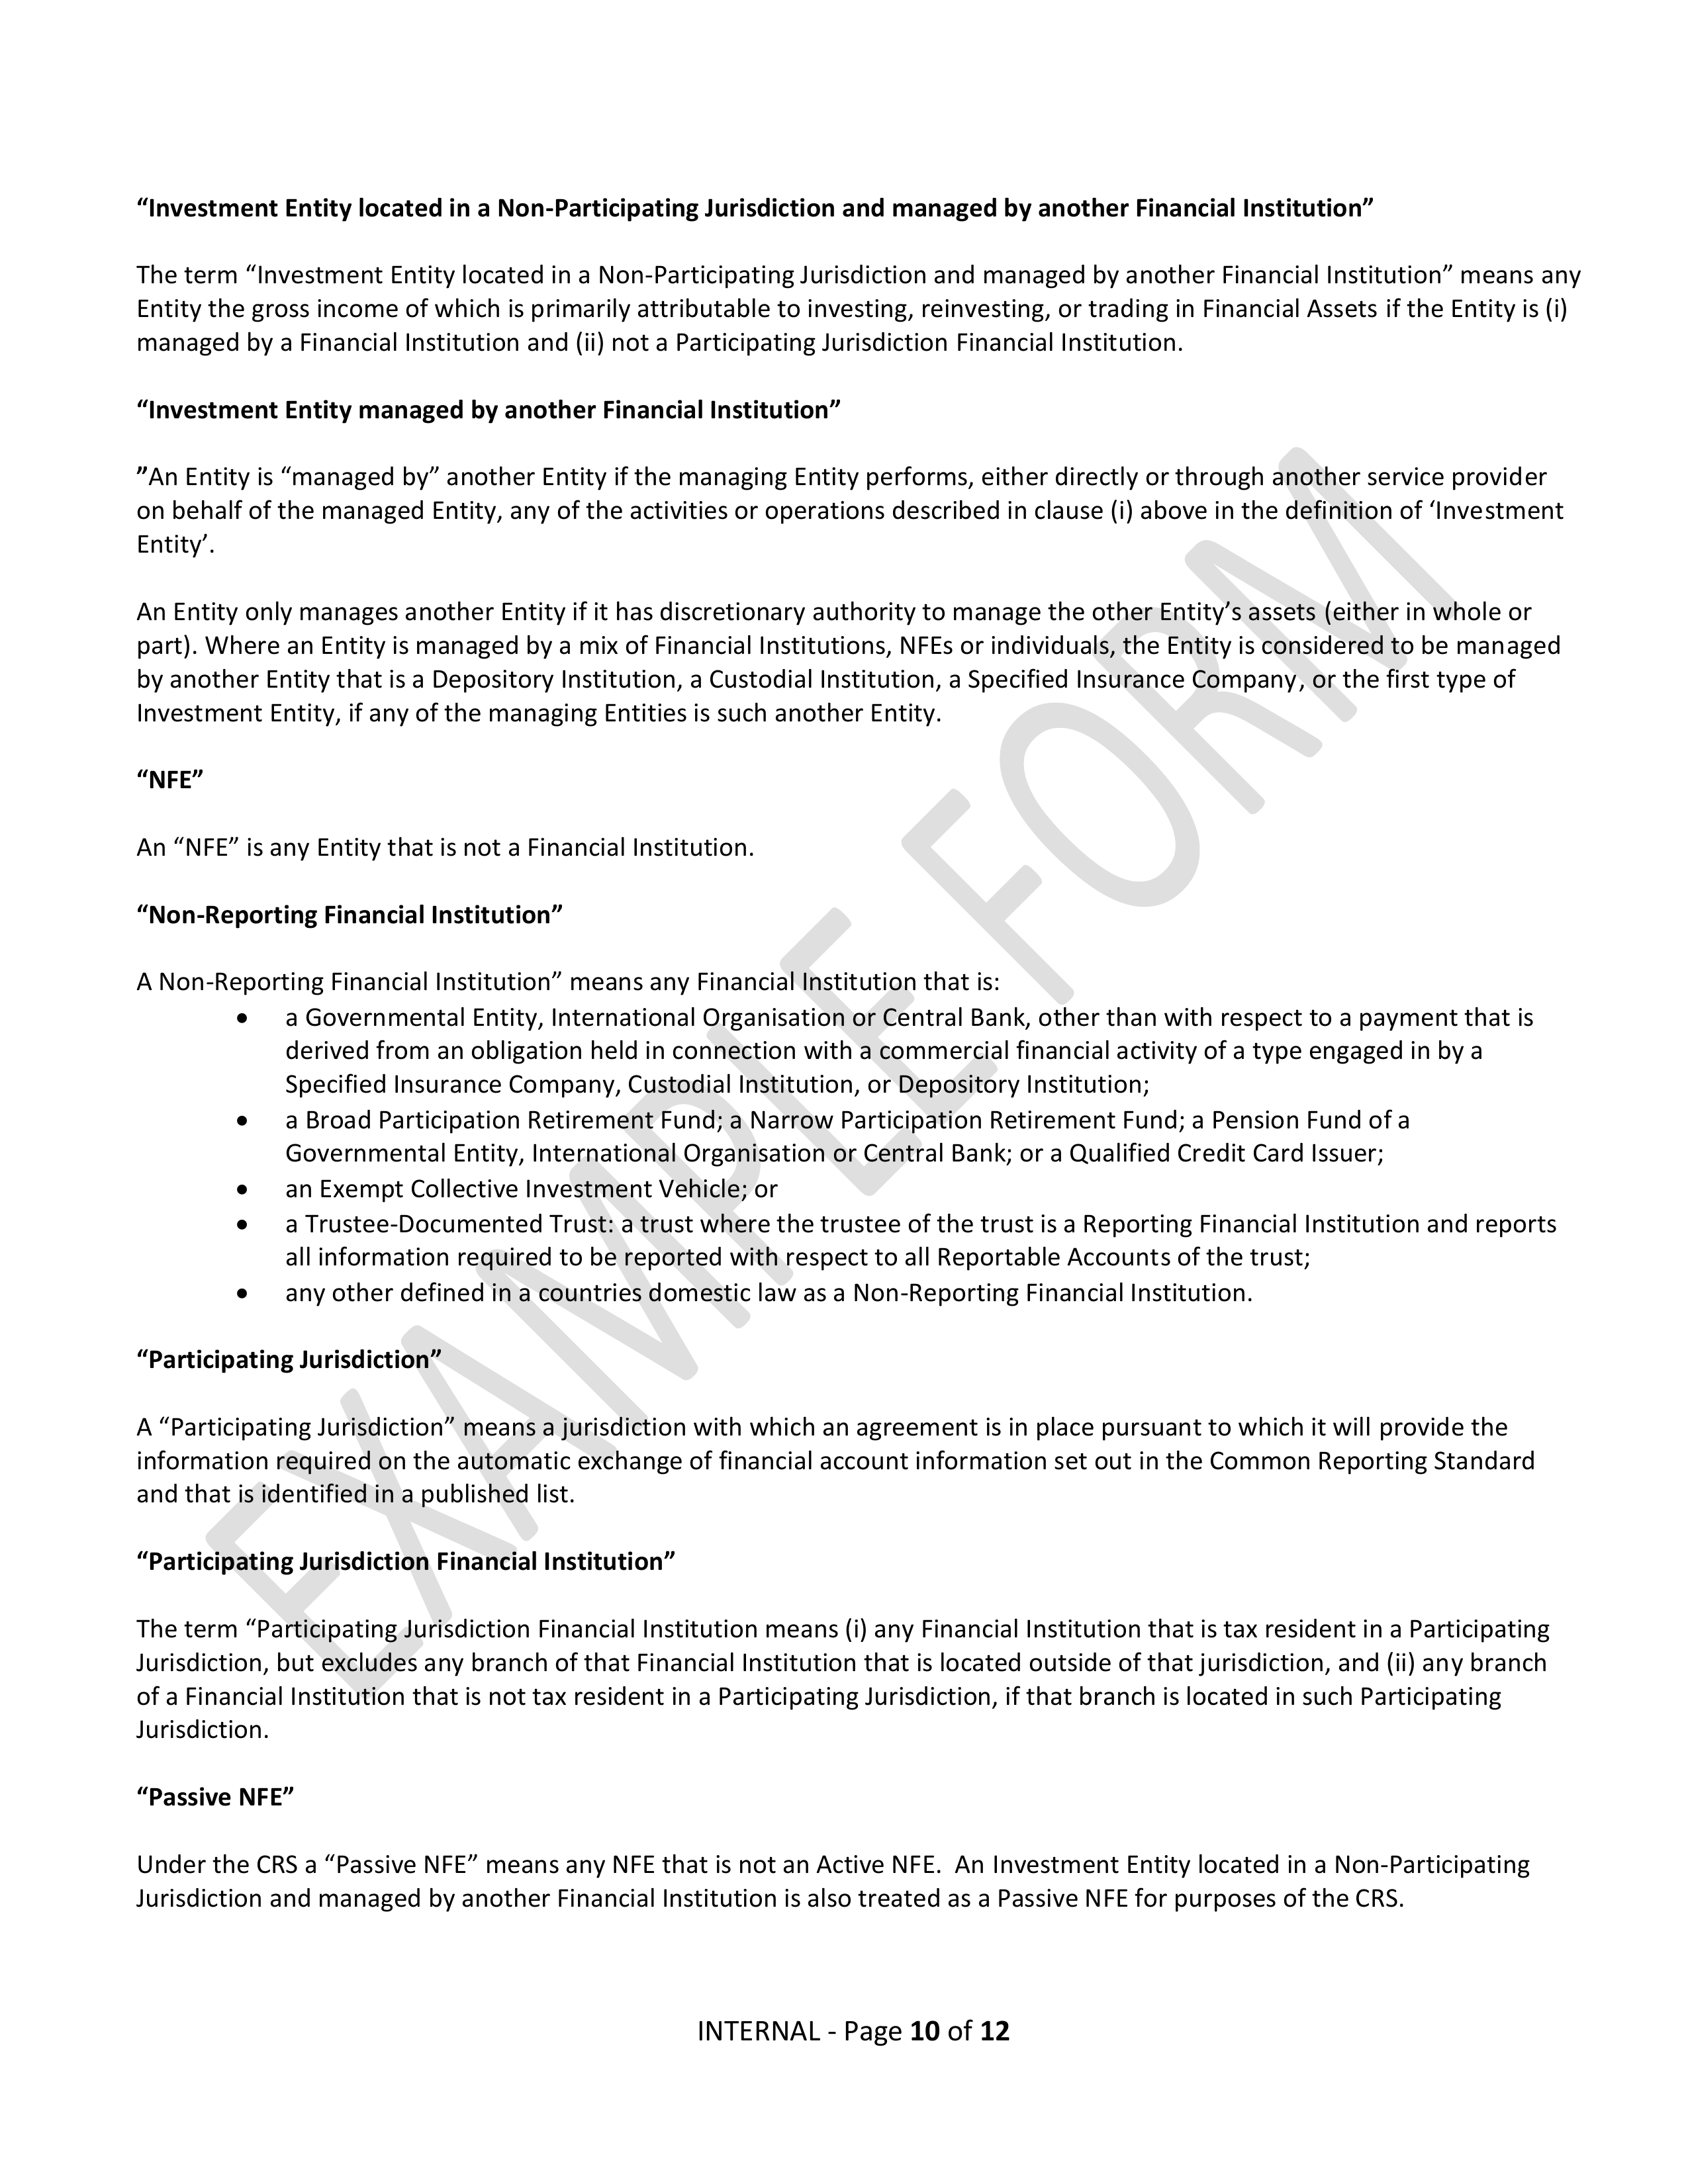 “Investment Entity located in a Non-Participating Jurisdiction and managed by another Financial Institution”
The term “Investment Entity located in a Non-Participating Jurisdiction and managed by another Financial Institution” means any
Entity the gross income of which is primarily attributable to investing, reinvesting, or trading in Financial Assets if the Entity is (i)
managed by a Financial Institution and (ii) not a Participating Jurisdiction Financial Institution.
“Investment Entity managed by another Financial Institution”
”An Entity is “managed by” another Entity if the managing Entity performs, either directly or through another service provider
on behalf of the managed Entity, any of the activities or operations described in clause (i) above in the definition of ‘Investment
Entity’.
An Entity only manages another Entity if it has discretionary authority to manage the other Entity’s assets (either in whole or
part). Where an Entity is managed by a mix of Financial Institutions, NFEs or individuals, the Entity is considered to be managed
by another Entity that is a Depository Institution, a Custodial Institution, a Specified Insurance Company, or the first type of
Investment Entity, if any of the managing Entities is such another Entity.
“NFE”
An “NFE” is any Entity that is not a Financial Institution.
“Non-Reporting Financial Institution”
A Non-Reporting Financial Institution” means any Financial Institution that is:
• a Governmental Entity, International Organisation or Central Bank, other than with respect to a payment that is
derived from an obligation held in connection with a commercial financial activity of a type engaged in by a
Specified Insurance Company, Custodial Institution, or Depository Institution;
• a Broad Participation Retirement Fund; a Narrow Participation Retirement Fund; a Pension Fund of a
Governmental Entity, International Organisation or Central Bank; or a Qualified Credit Card Issuer;
• an Exempt Collective Investment Vehicle; or
• a Trustee-Documented Trust: a trust where the trustee of the trust is a Reporting Financial Institution and reports
all information required to be reported with respect to all Reportable Accounts of the trust;
• any other defined in a countries domestic law as a Non-Reporting Financial Institution.
“Participating Jurisdiction”
A “Participating Jurisdiction” means a jurisdiction with which an agreement is in place pursuant to which it will provide the
information required on the automatic exchange of financial account information set out in the Common Reporting Standard
and that is identified in a published list.
“Participating Jurisdiction Financial Institution”
The term “Participating Jurisdiction Financial Institution means (i) any Financial Institution that is tax resident in a Participating
Jurisdiction, but excludes any branch of that Financial Institution that is located outside of that jurisdiction, and (ii) any branch
of a Financial Institution that is not tax resident in a Participating Jurisdiction, if that branch is located in such Participating
Jurisdiction.
“Passive NFE”
Under the CRS a “Passive NFE” means any NFE that is not an Active NFE.  An Investment Entity located in a Non-Participating
Jurisdiction and managed by another Financial Institution is also treated as a Passive NFE for purposes of the CRS.
INTERNAL - Page 10 of 12
EXAMPLE FORM